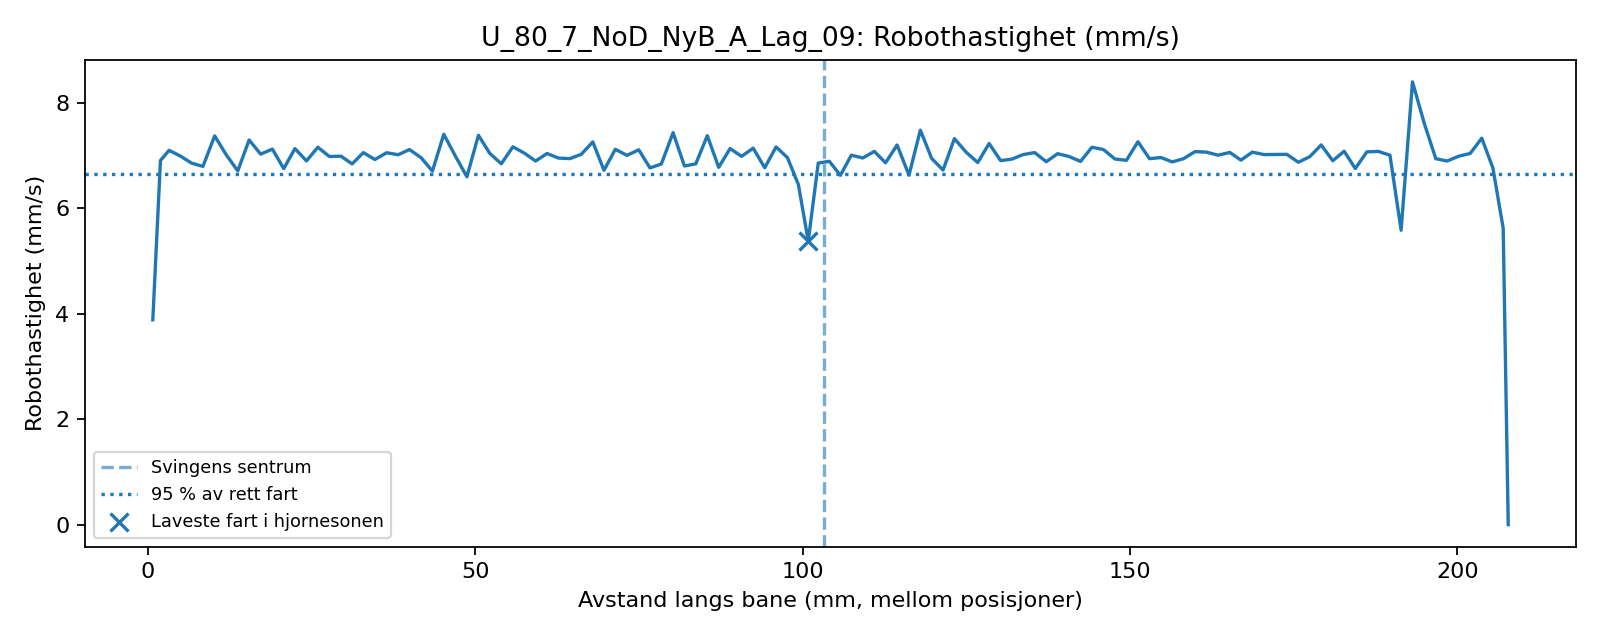 U_80_7_NoD_NyB_A_Lag_09: Robothastighet (mm/s)
Robothastighet (mm/s)
8
6
4
2
0
Svingens sentrum
95 % av rett fart
Laveste fart i hjornesonen
0
50
100
150
200
Avstand langs bane (mm, mellom posisjoner)